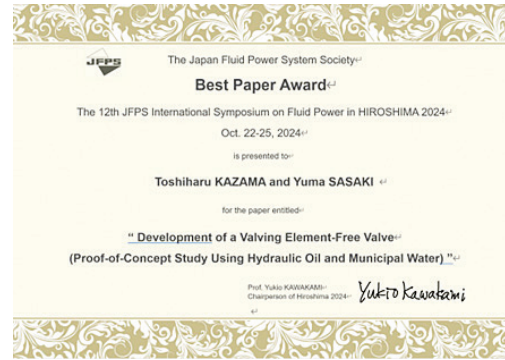 JFPS
The Japan Fluid Power System Society↵
Best Paper Award↵
The 12th JFPS International Symposium on Fluid Power in HIROSHIMA 2024↵
Oct. 22-25, 2024↵
is presented to↵
Toshiharu KAZAMA and Yuma SASAKI ↵
for the paper entitled↵
“ Development of a Valving Element-Free Valve↵
(Proof-of-Concept Study Using Hydraulic Oil and Municipal Water) ”↵
Prof. Yukio KAWAKAMI↵
Chairperson of Hiroshima 2024↵
Yukio Kawakami
↵